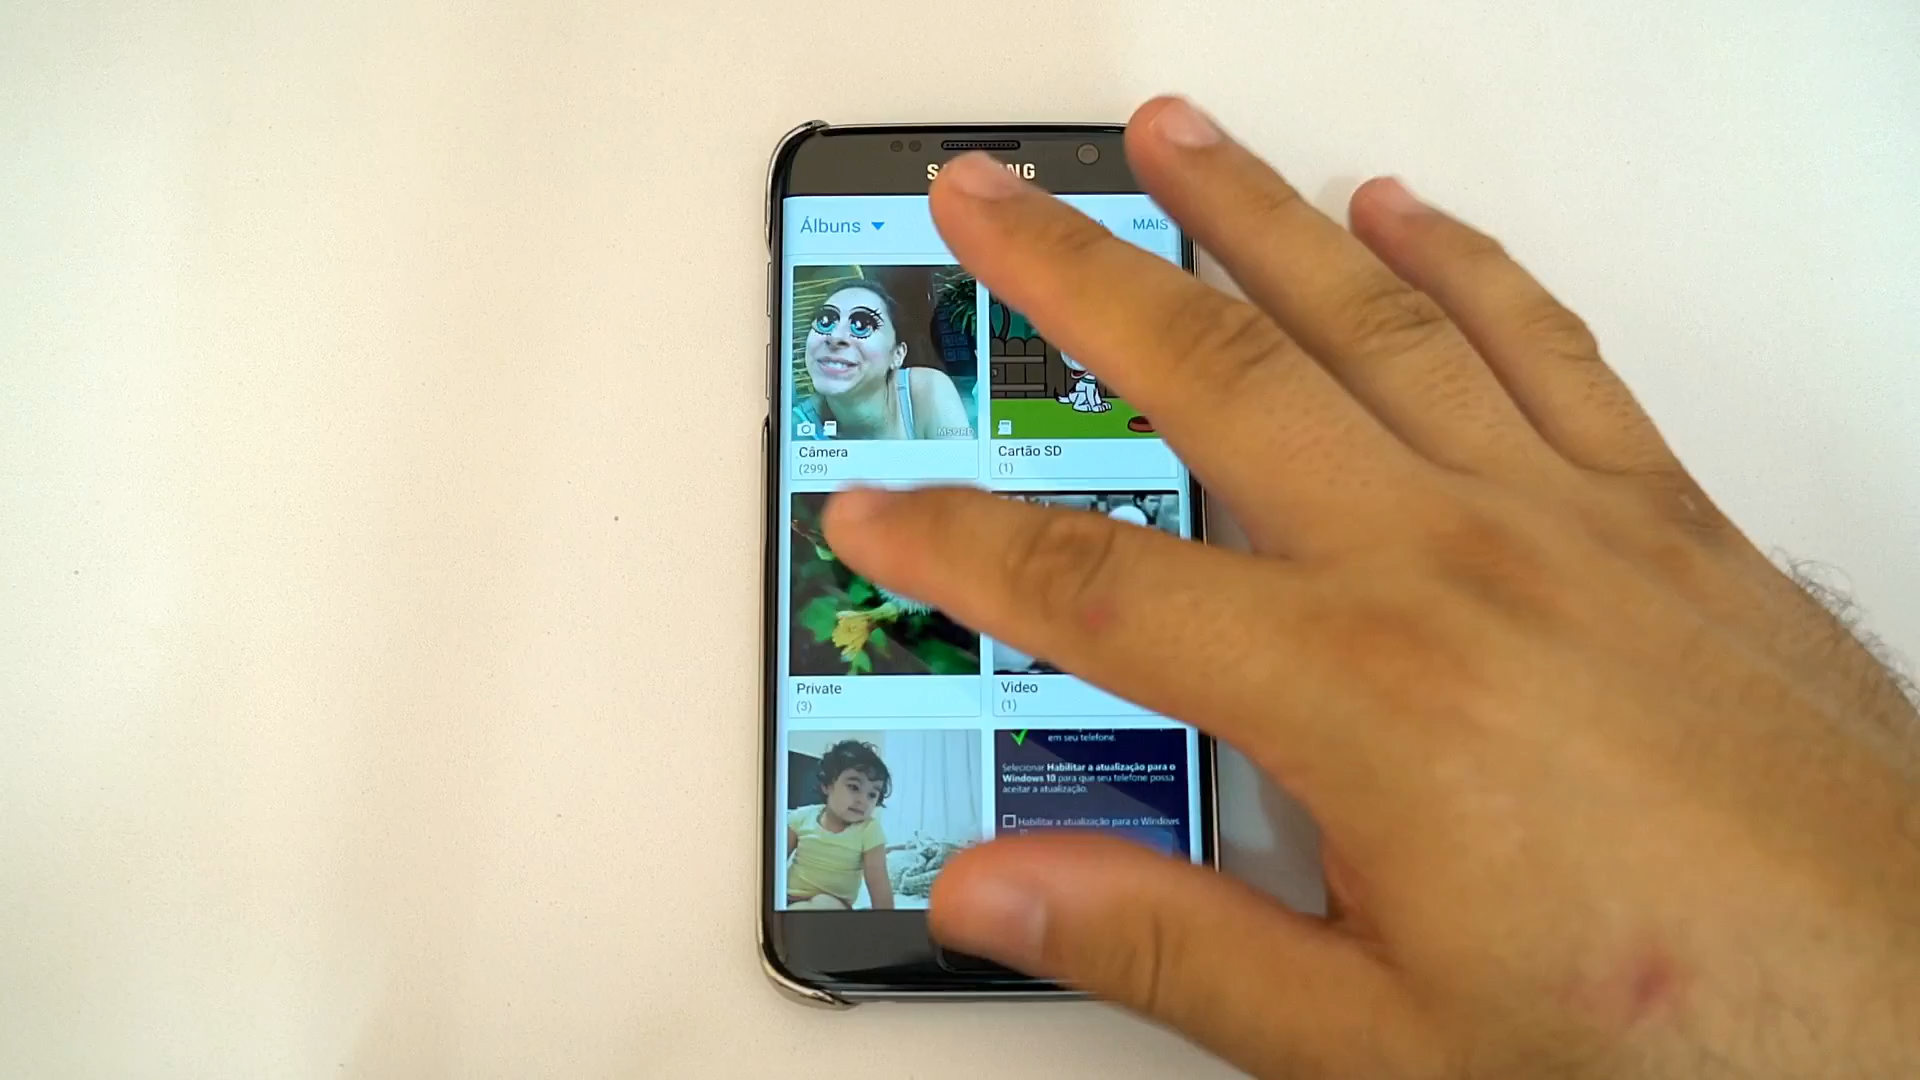 Álbuns
MAIS
MSQRD
Câmera
(299)
Cartão SD
(1)
Private
(3)
Video
(1)
em seu telefone.
Selecionar Habilitar a atualização para o
Windows 10 para que seu telefone possa
aceitar a atualização.
Habilitar a atualização para o Windows